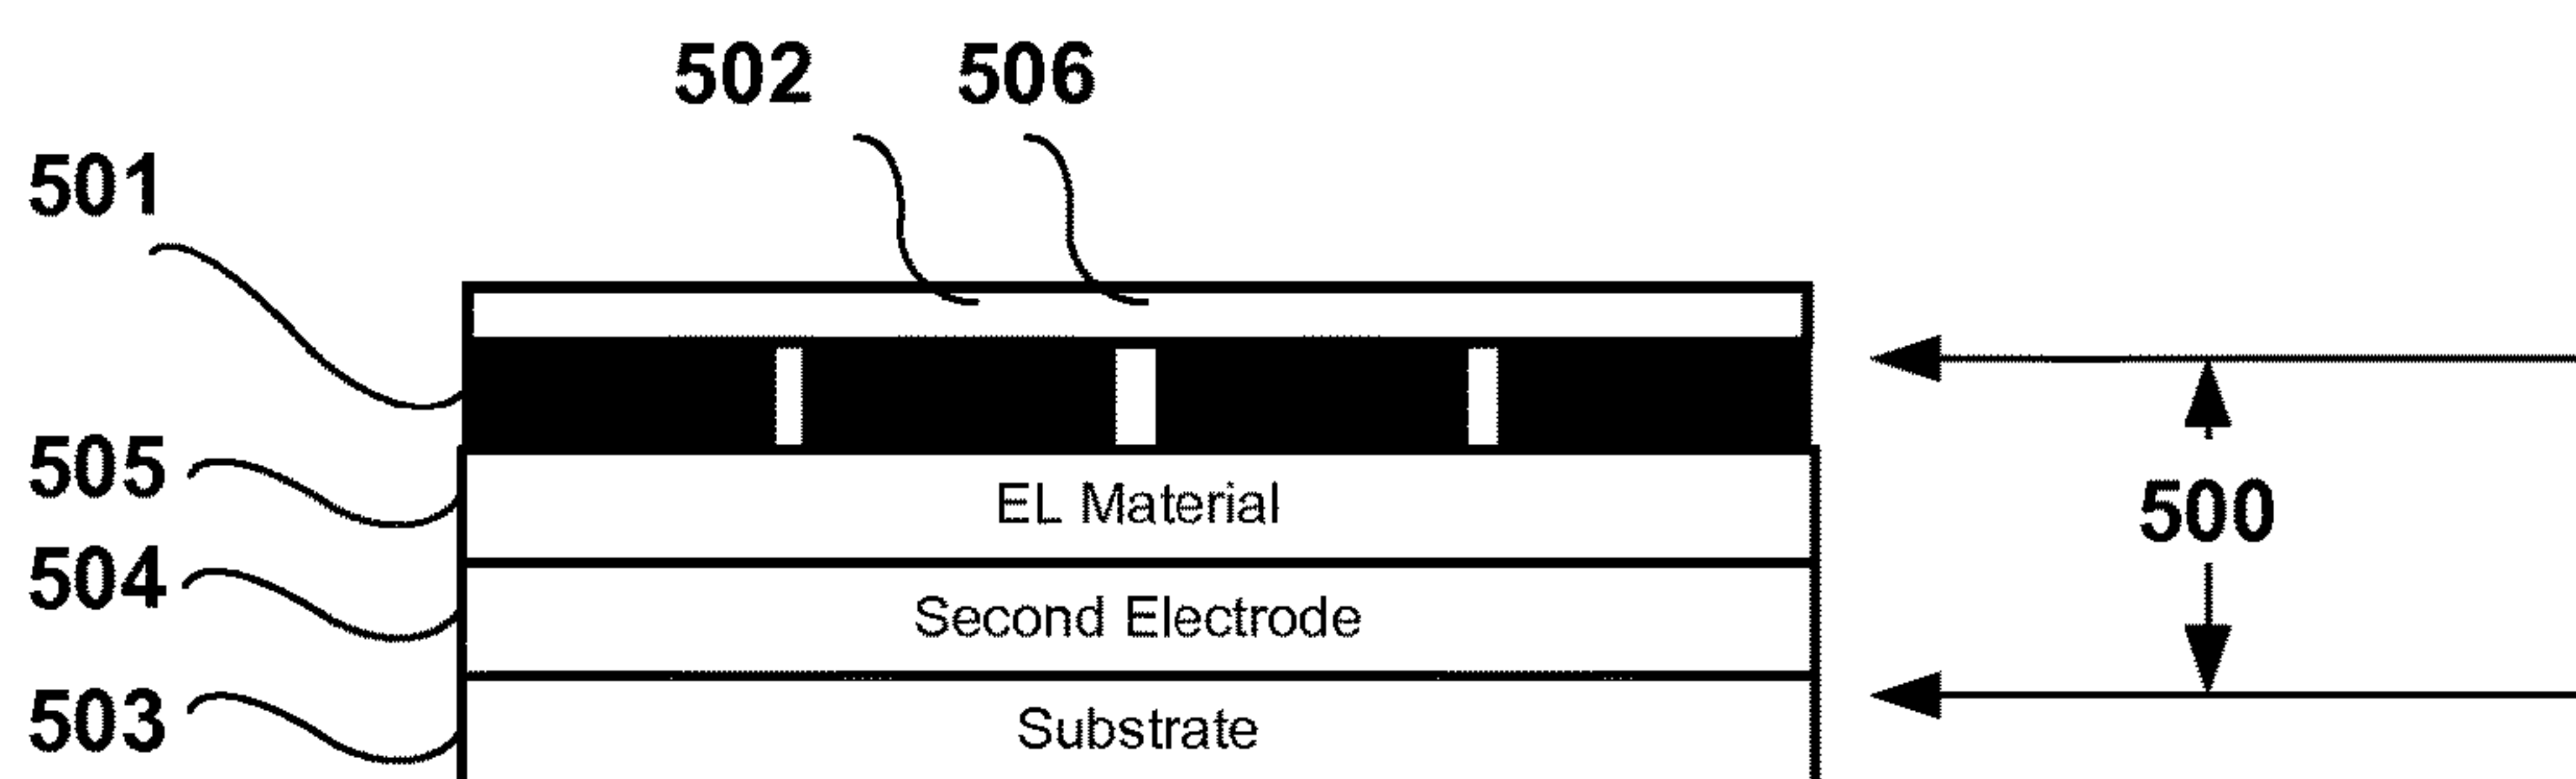 502 506
501
505 EL Material
500
504 Second Electrode
503 Substrate